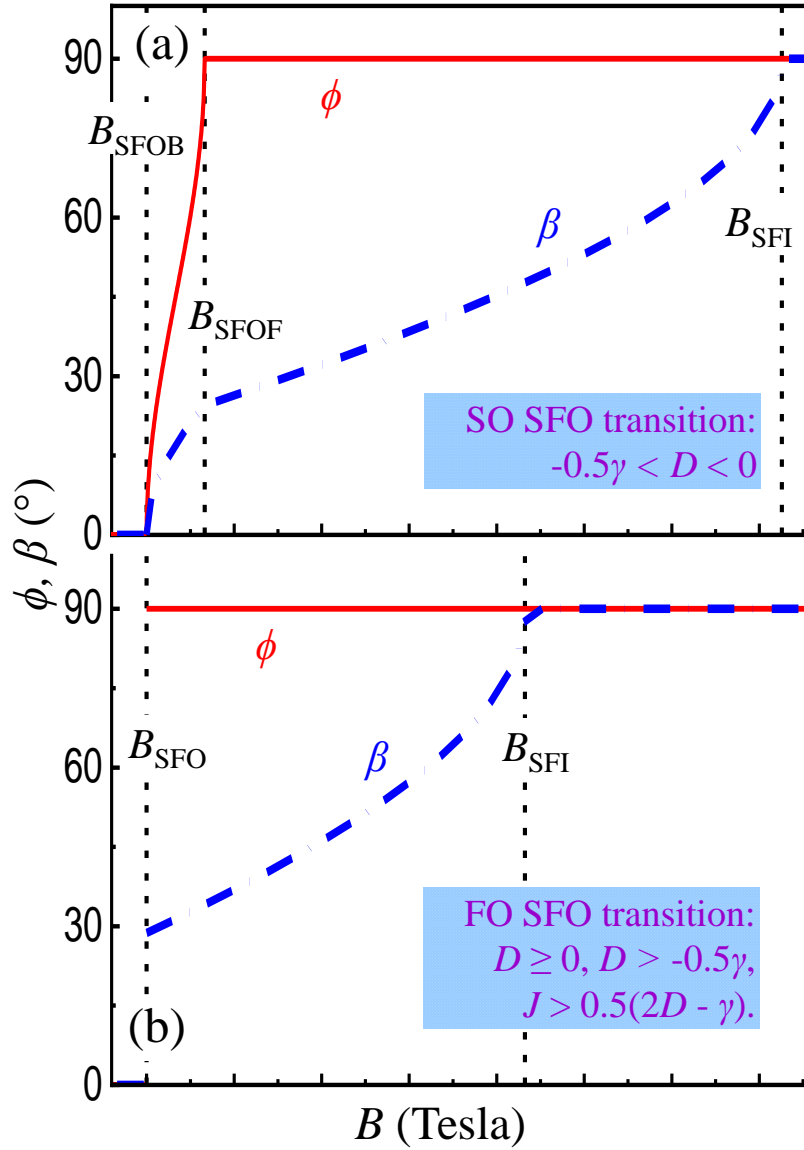 (a)
90
ϕ
B_SFOB
60
β
B_SFI
B_SFOF
30
SO SFO transition:
-0.5γ < D < 0
0
ϕ, β (°)
90
ϕ
B_SFO
B_SFI
60
β
30
FO SFO transition:
D ≥ 0, D > -0.5γ,
J > 0.5(2D - γ).
(b)
0
B (Tesla)